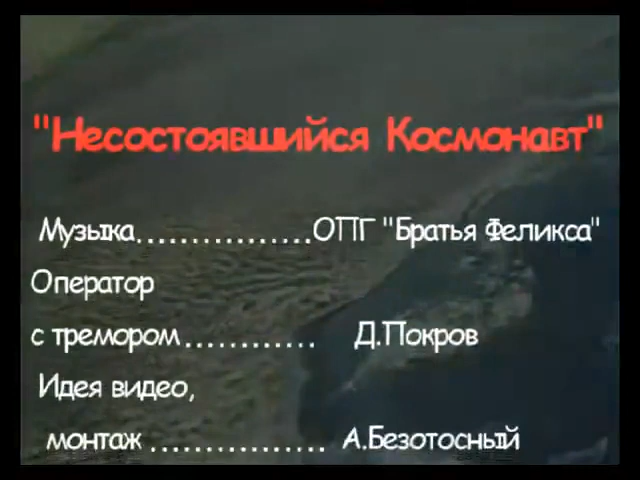 "Несостоявшийся Космонавт"
Музыка................ОПГ "Братья Феликса"
Оператор
с тремором............ Д.Покров
Идея видео,
монтаж ................ А.Безотосный